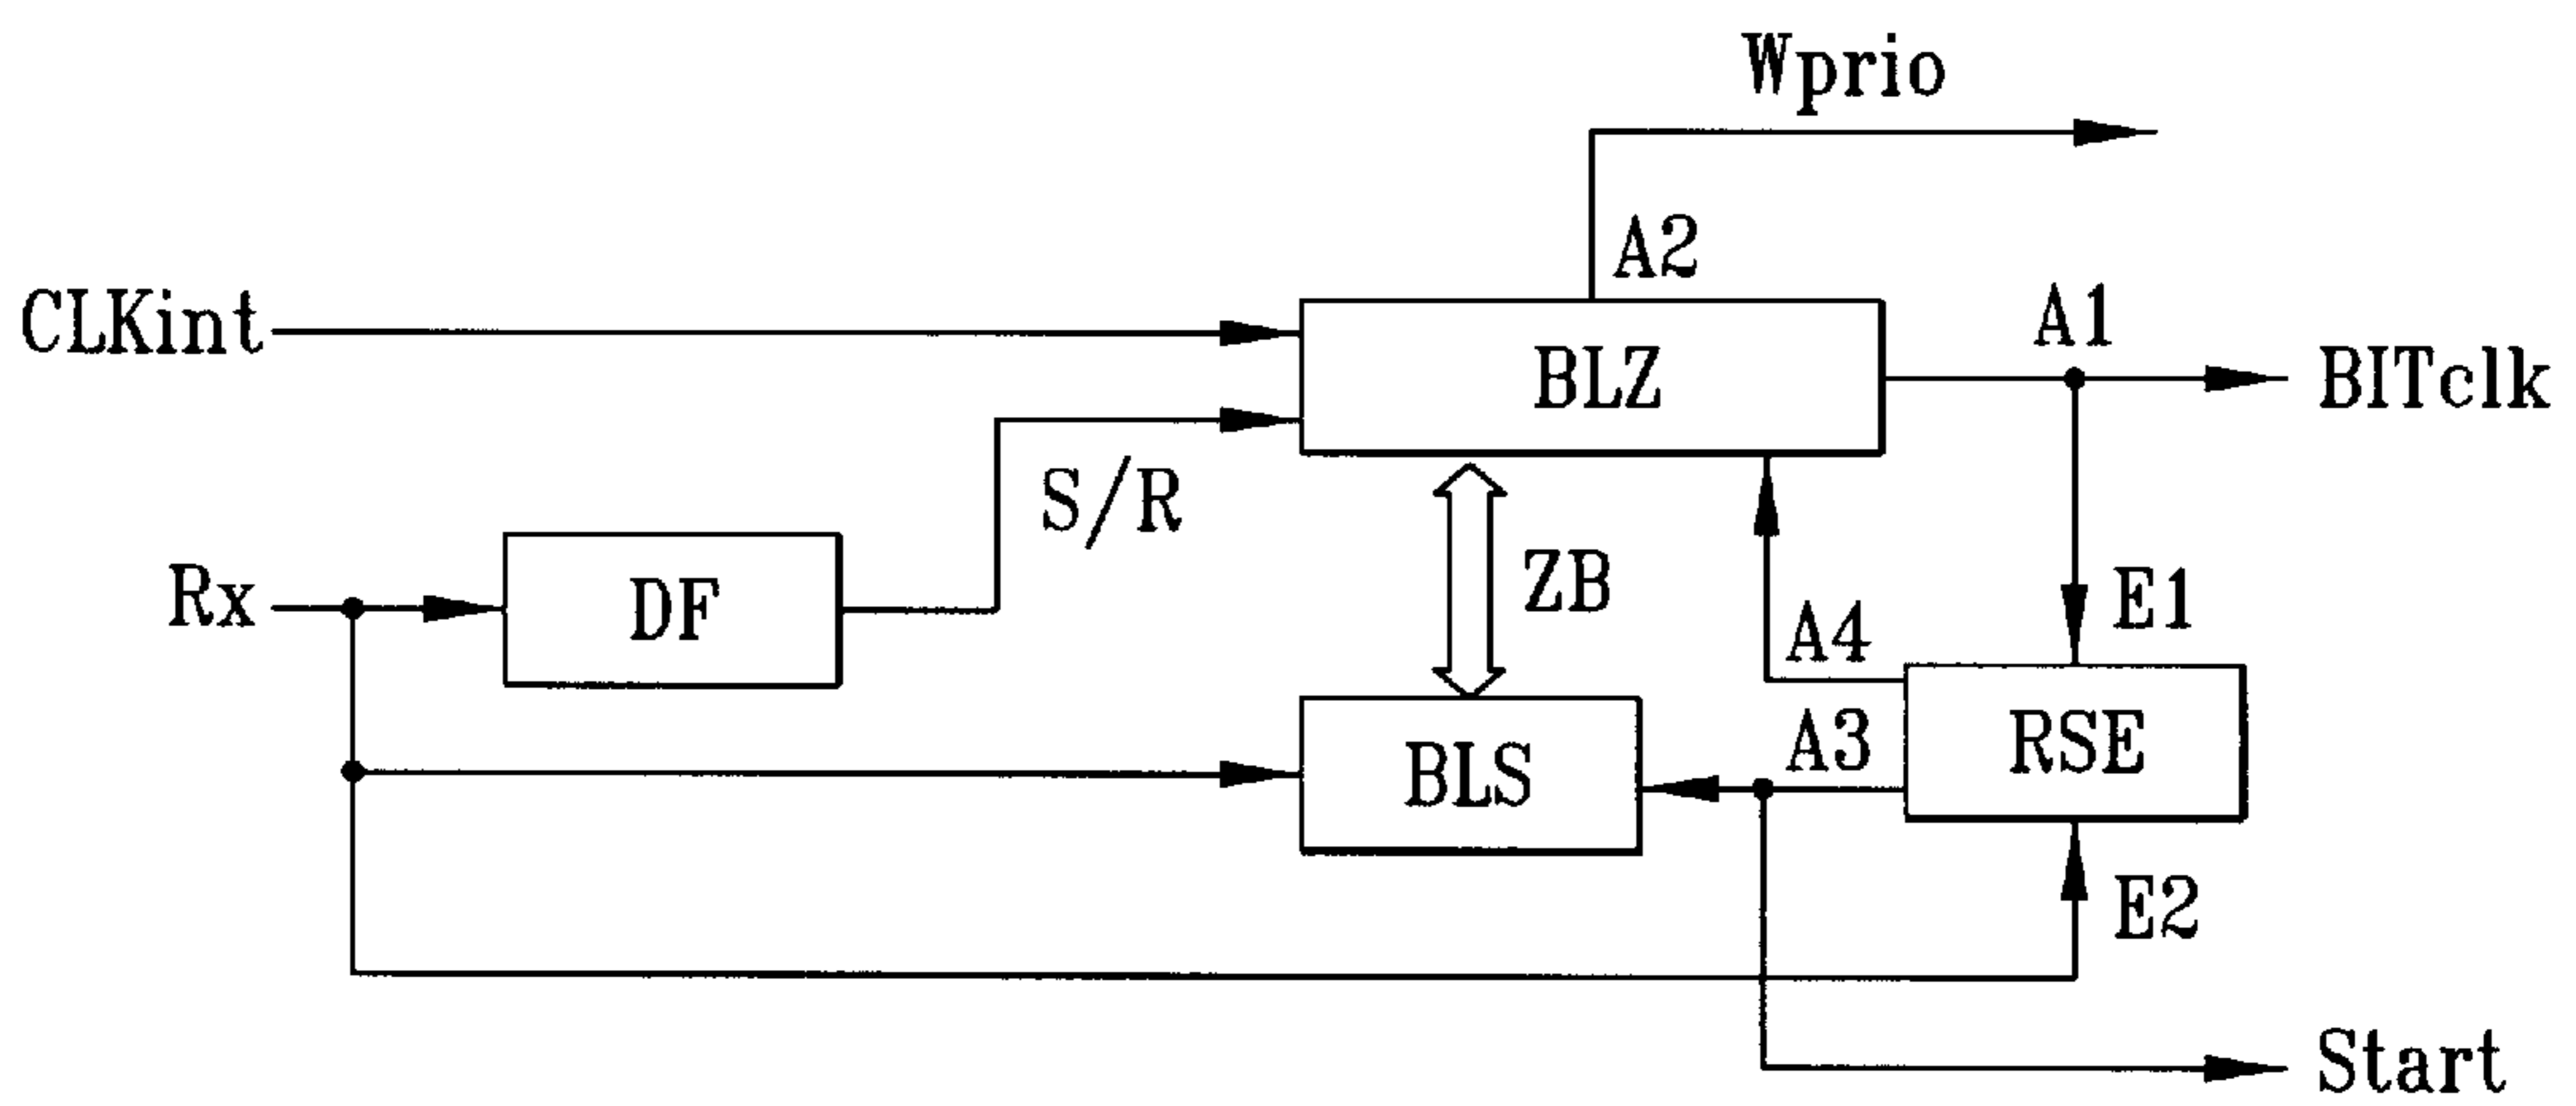 Wprio
A2
CLKint
BLZ
A1
BITclk
S/R
Rx
DF
ZB
A4
E1
BLS
A3
RSE
E2
Start